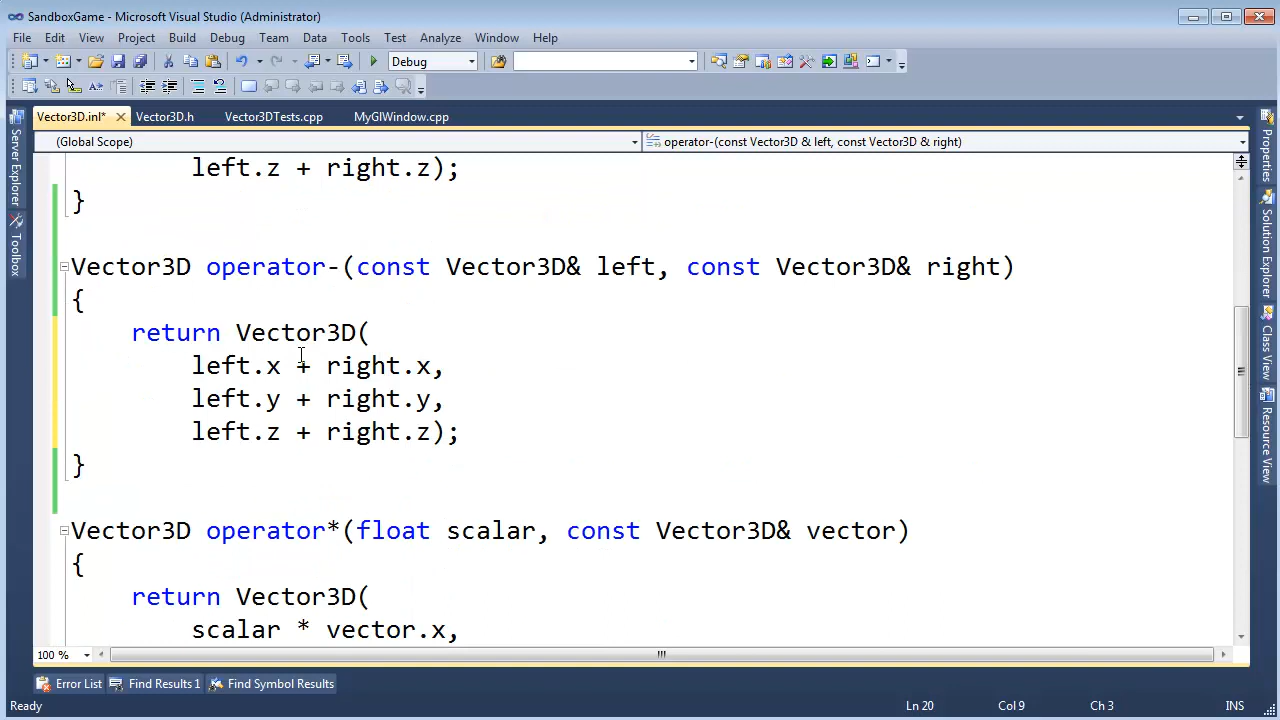 SandboxGame - Microsoft Visual Studio (Administrator)
File Edit View Project Build Debug Team Data Tools Test Analyze Window Help
Debug
Vector3D.inl* Vector3D.h Vector3DTests.cpp MyGlWindow.cpp
(Global Scope) operator-(const Vector3D & left, const Vector3D & right)
left.z + right.z);
}
Vector3D operator-(const Vector3D& left, const Vector3D& right)
{
return Vector3D(
left.x + right.x,
left.y + right.y,
left.z + right.z);
}
Vector3D operator*(float scalar, const Vector3D& vector)
{
return Vector3D(
scalar * vector.x,
100 %
Error List Find Results 1 Find Symbol Results
Ready Ln 20 Col 9 Ch 3 INS
Server Explorer
Toolbox
Properties
Solution Explorer
Class View
Resource View